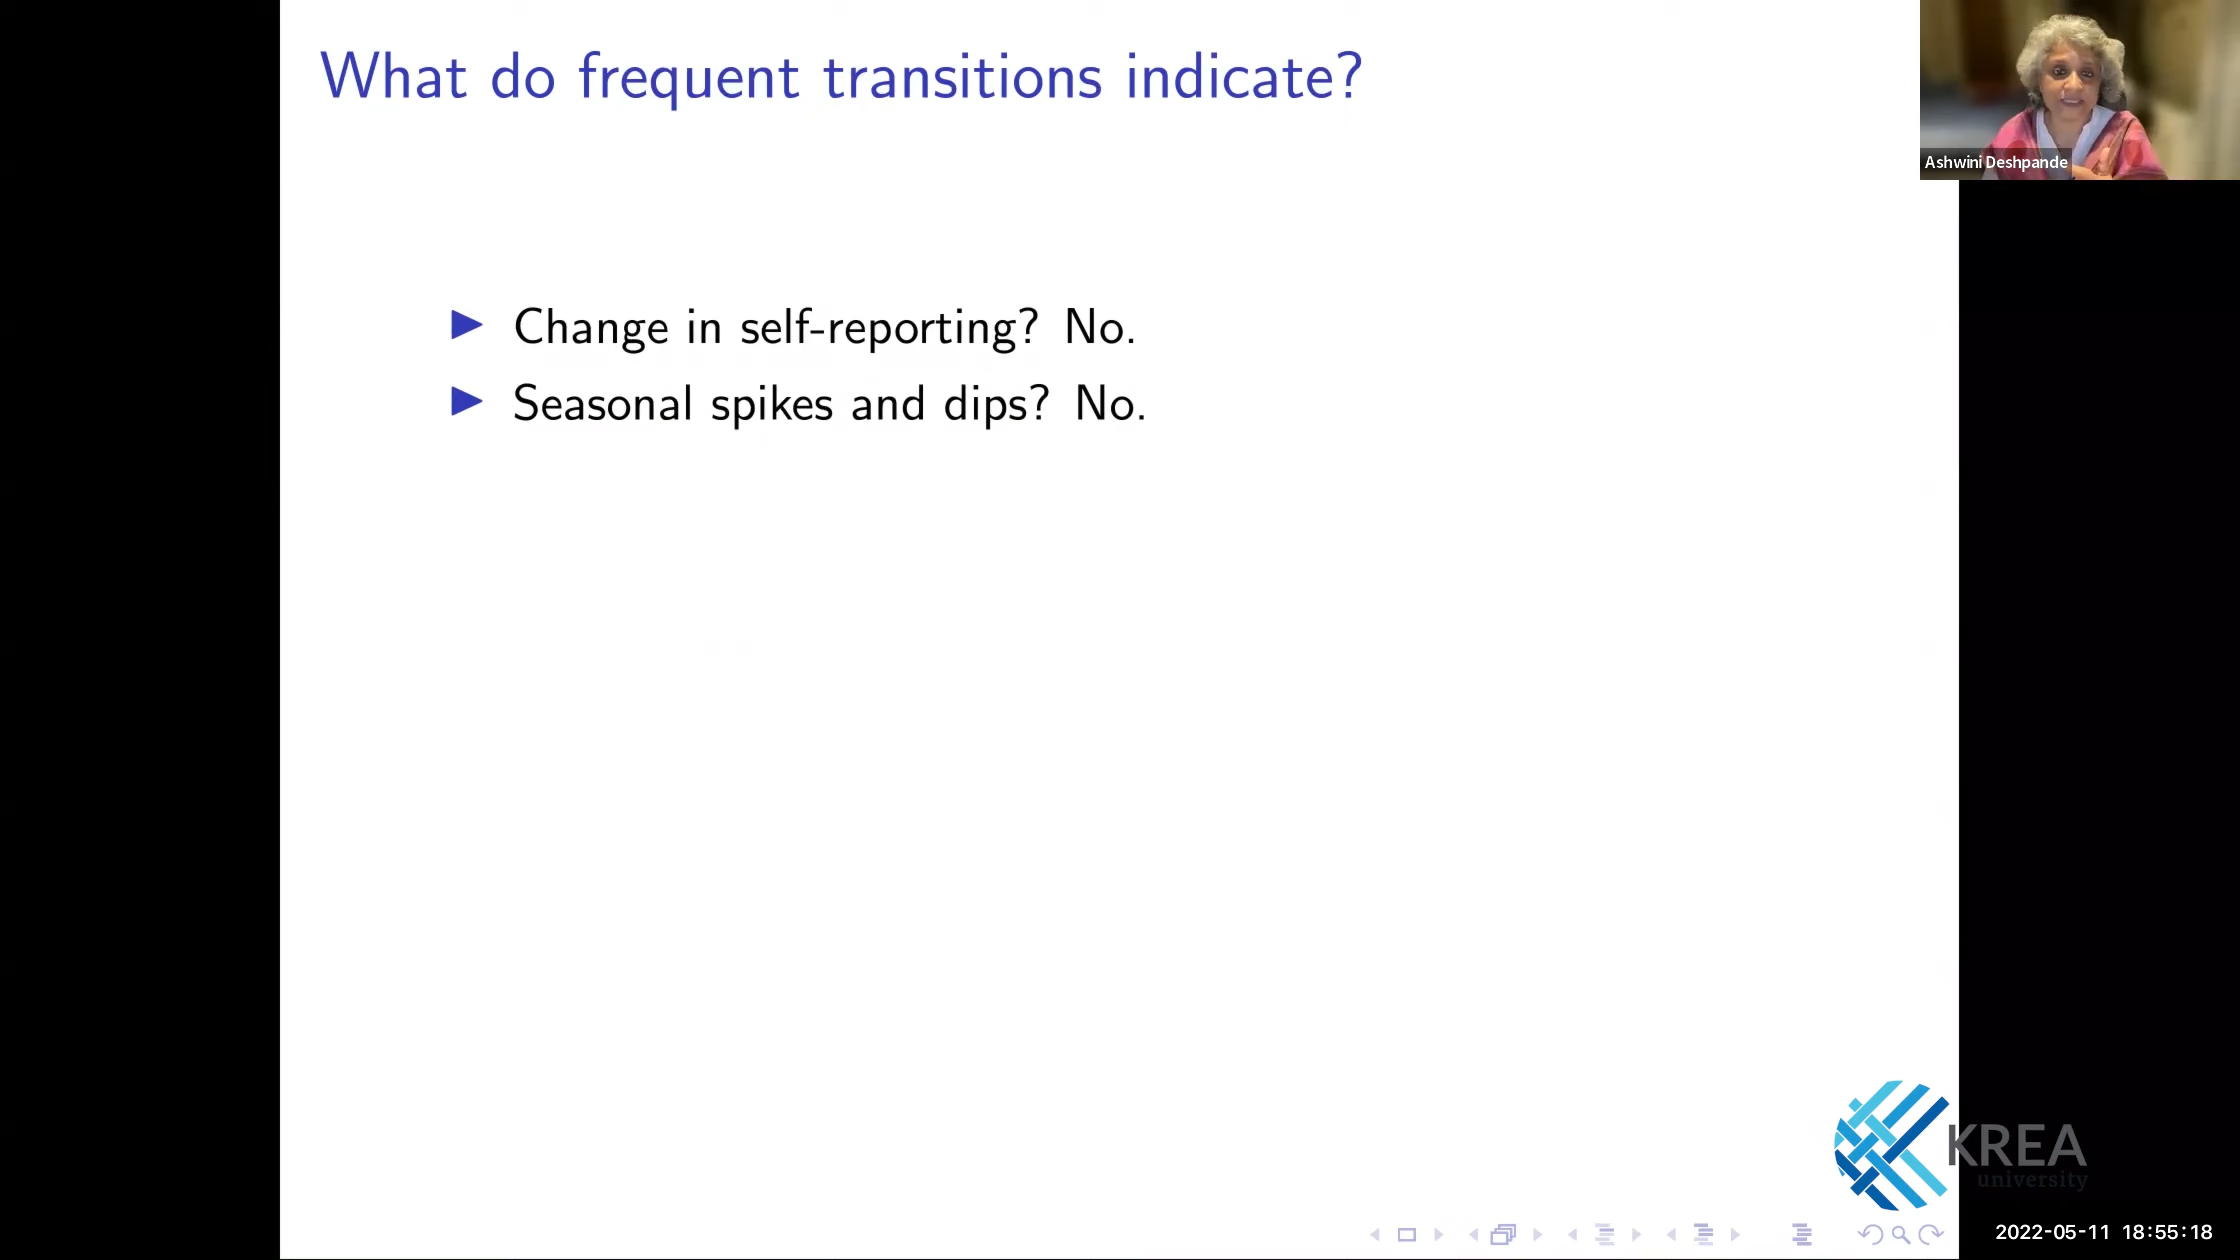 What do frequent transitions indicate?
Ashwini Deshpande
Change in self-reporting? No.
Seasonal spikes and dips? No.
KREA
university
2022-05-11 18:55:18